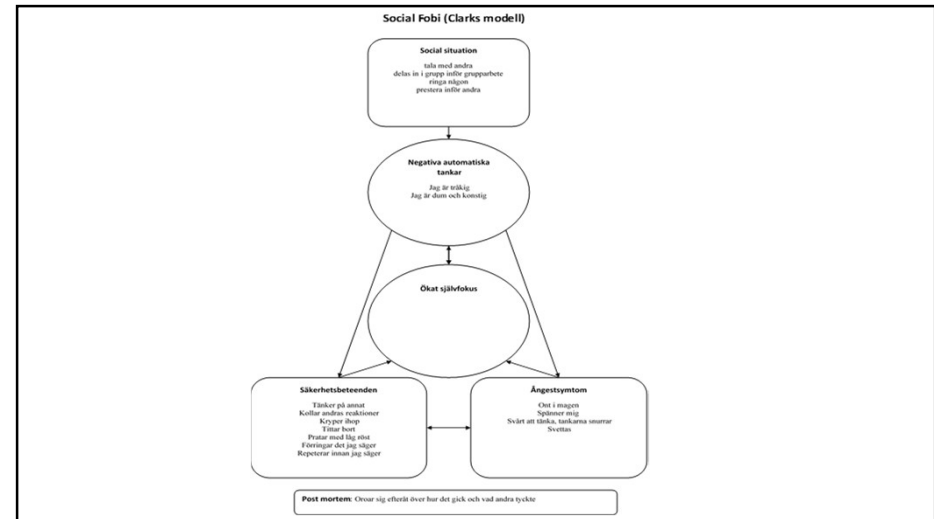 Social Fobi (Clarks modell)
Social situation
tala med andra
delas in i grupp inför grupparbete
ringa någon
prestera inför andra
Negativa automatiska
tankar
Jag är tråkig
Jag är dum och konstig
Ökat självfokus
Säkerhetsbeteenden
Tänker på annat
Kollar andras reaktioner
Kryper ihop
Tittar bort
Pratar med låg röst
Förringar det jag säger
Repeterar innan jag säger
Ångestsymtom
Ont i magen
Spänner mig
Svårt att tänka, tankarna snurrar
Svettas
Post mortem: Oroar sig efteråt över hur det gick och vad andra tyckte